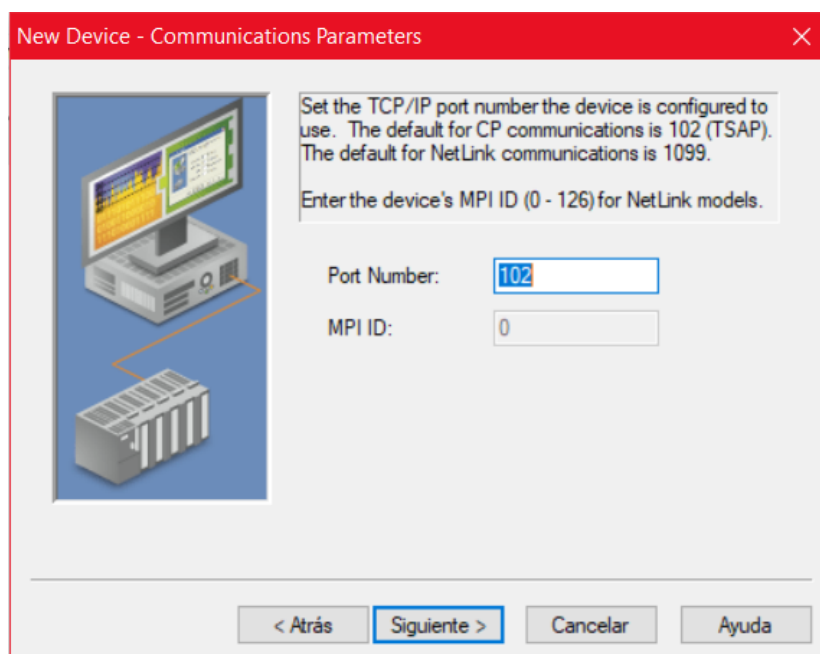 New Device - Communications Parameters
Set the TCP/IP port number the device is configured to
use. The default for CP communications is 102 (TSAP).
The default for NetLink communications is 1099.
Enter the device's MPI ID (0 - 126) for NetLink models.
Port Number: 102
MPI ID: 0
< Atrás Siguiente > Cancelar Ayuda